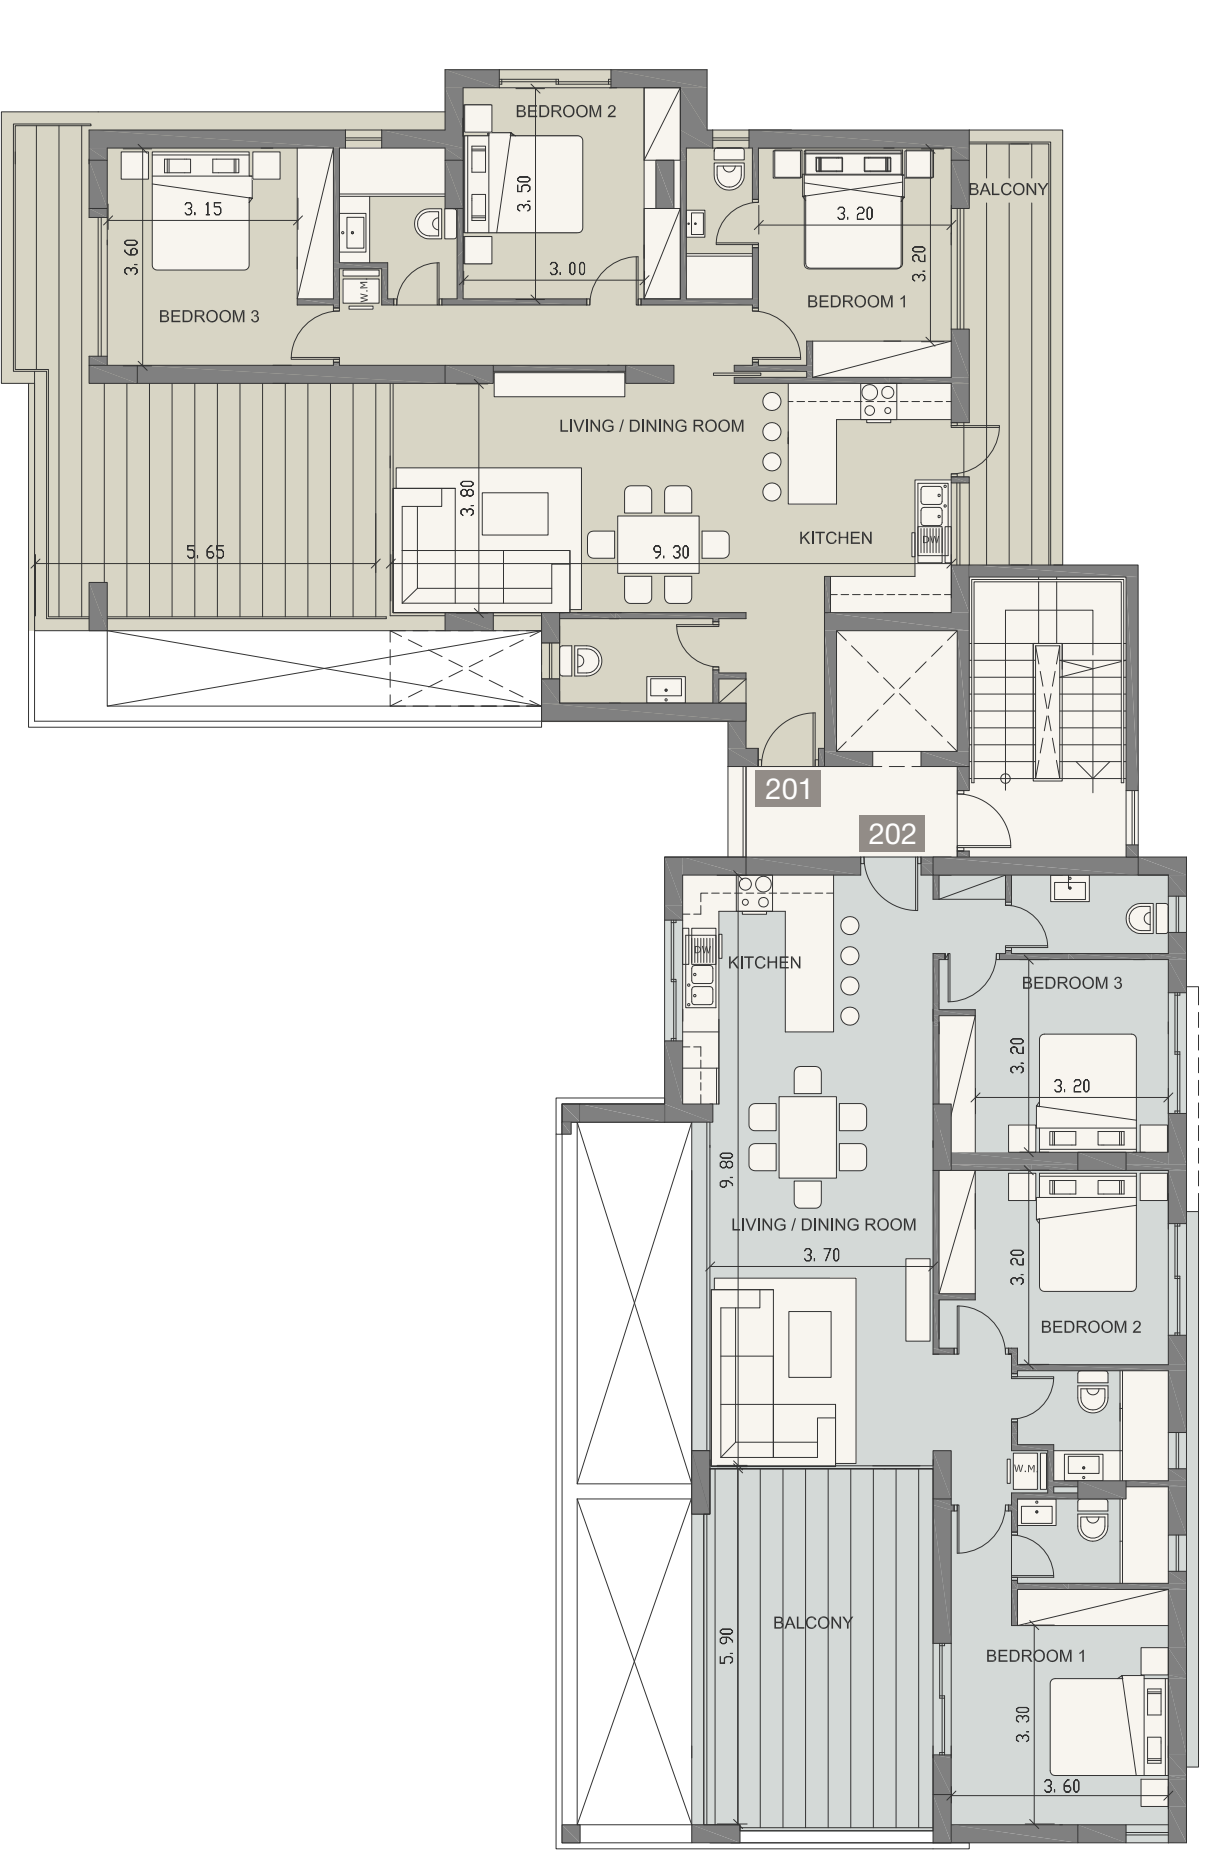 BEDROOM 2
BALCONY
3. 15
3. 50
3. 20
3. 60
3. 00
3. 20
W.M.
BEDROOM 3
BEDROOM 1
LIVING / DINING ROOM
3. 80
5. 65
9. 30
KITCHEN
DW
201
202
DW
KITCHEN
BEDROOM 3
3. 20
3. 20
9. 80
LIVING / DINING ROOM
3. 70
3. 20
BEDROOM 2
W.M.
BALCONY
5. 90
BEDROOM 1
3. 30
3. 60